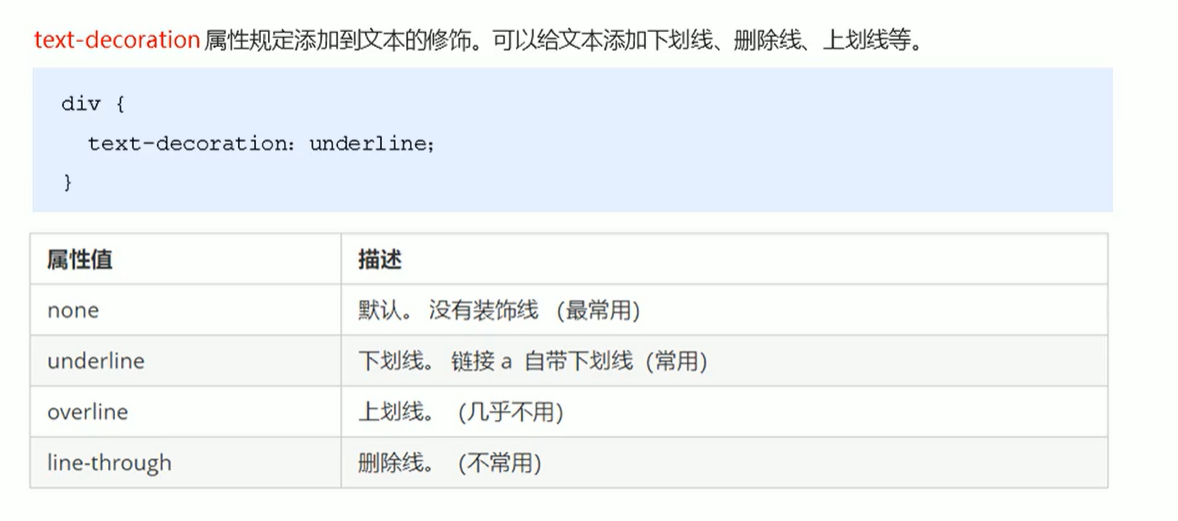 text-decoration 属性规定添加到文本的修饰。可以给文本添加下划线、删除线、上划线等。
div {
text-decoration: underline;
}
属性值 描述
none 默认。 没有装饰线 (最常用)
underline 下划线。 链接 a 自带下划线 (常用)
overline 上划线。 (几乎不用)
line-through 删除线。 (不常用)